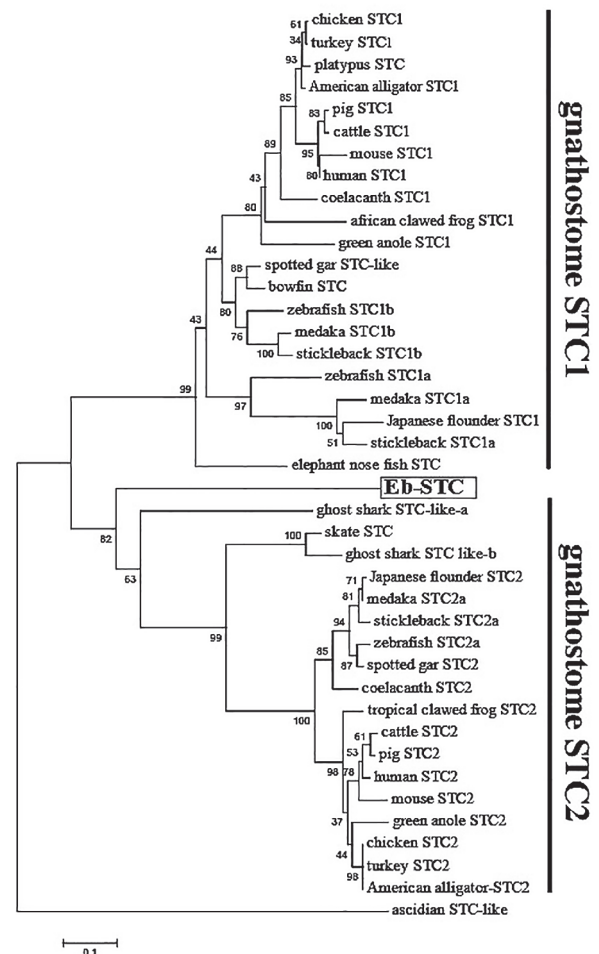 61
chicken STC1
34
turkey STC1
93
platypus STC
American alligator STC1
85
83
pig STC1
cattle STC1
89
95
mouse STC1
80
human STC1
43
coelacanth STC1
80
african clawed frog STC1
green anole STC1
44
88
spotted gar STC-like
bowfin STC
80
zebrafish STC1b
43
76
medaka STC1b
100
stickleback STC1b
zebrafish STC1a
99
97
medaka STC1a
100
Japanese flounder STC1
51
stickleback STC1a
elephant nose fish STC
gnathostome STC1
Eb-STC
82
ghost shark STC-like-a
100
skate STC
ghost shark STC like-b
63
71
Japanese flounder STC2
81
medaka STC2a
stickleback STC2a
94
99
zebrafish STC2a
85
87
spotted gar STC2
coelacanth STC2
100
tropical clawed frog STC2
61
cattle STC2
53
pig STC2
98
78
human STC2
mouse STC2
37
green anole STC2
chicken STC2
44
turkey STC2
98
American alligator-STC2
gnathostome STC2
ascidian STC-like
0.1